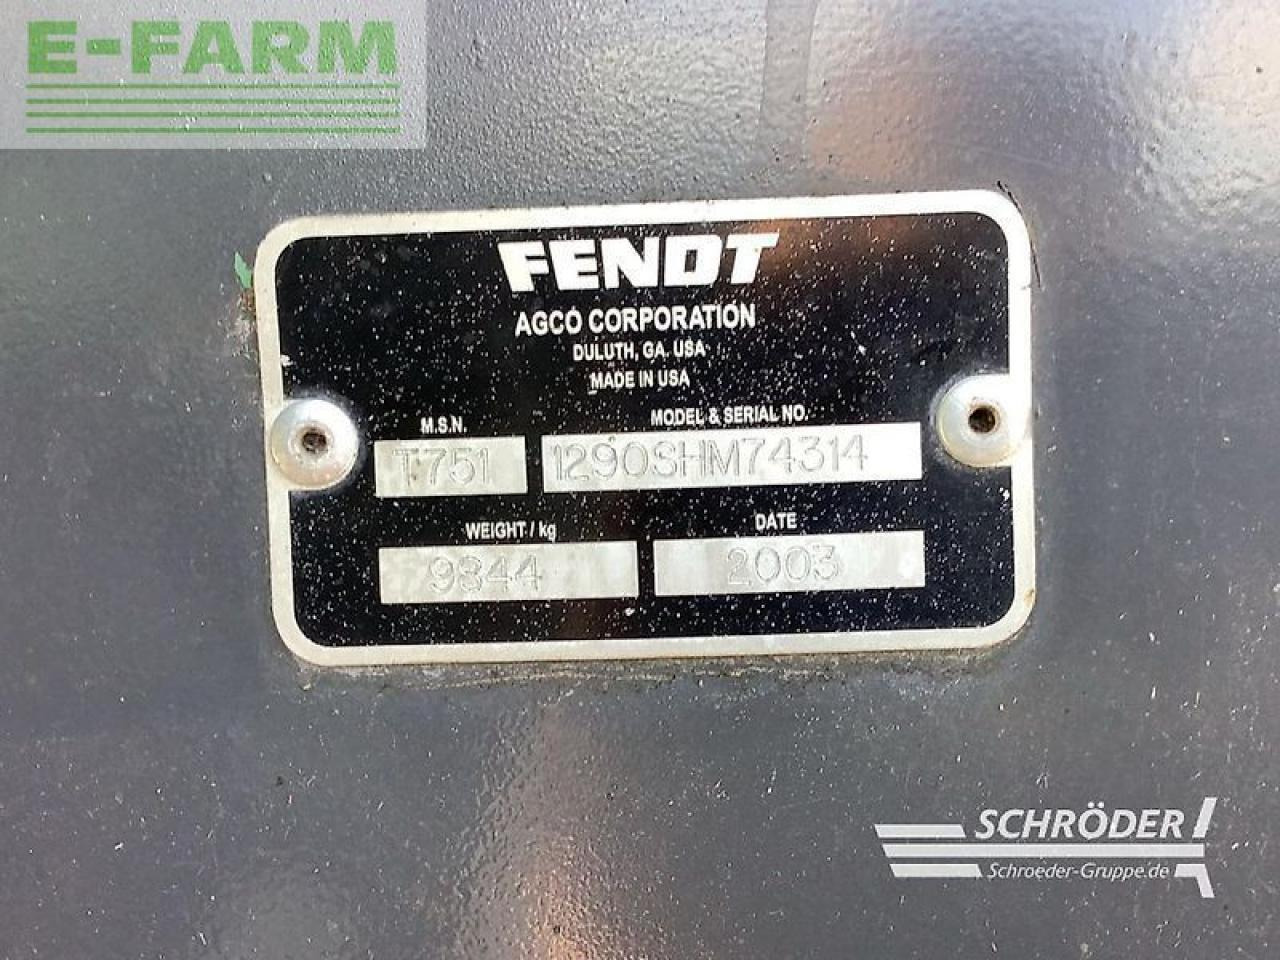 E-FARM
FENDT
AGCO CORPORATION
DULUTH, GA. USA
MADE IN USA
M.S.N. MODEL & SERIAL NO.
T751 1290SHM74314
WEIGHT / kg DATE
9844 2003
SCHRÖDER
Schroeder-Gruppe.de